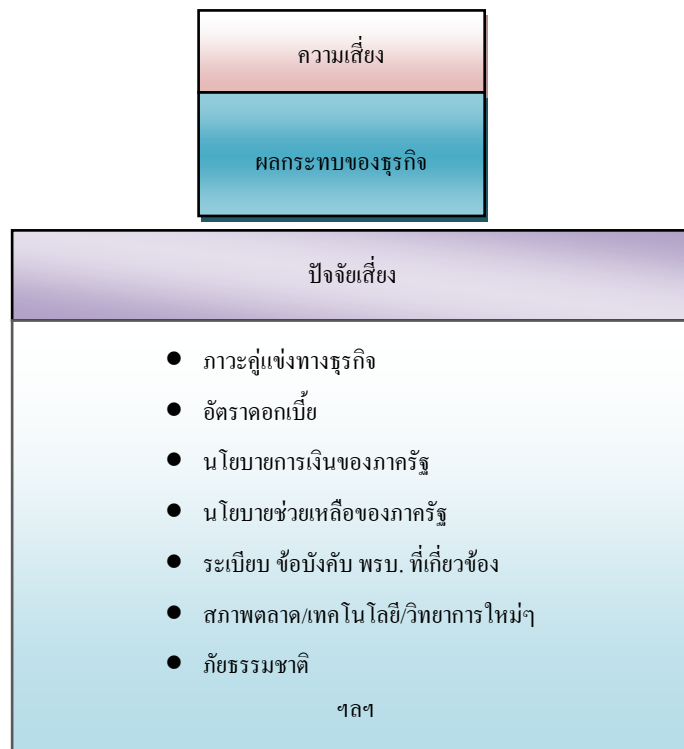 ความเสี่ยง
ผลกระทบของธุรกิจ
ปัจจัยเสี่ยง
● ภาวะคู่แข่งทางธุรกิจ
● อัตราดอกเบี้ย
● นโยบายการเงินของภาครัฐ
● นโยบายช่วยเหลือของภาครัฐ
● ระเบียบ ข้อบังคับ พรบ. ที่เกี่ยวข้อง
● สภาพตลาด/เทคโนโลยี/วิทยาการใหม่ๆ
● ภัยธรรมชาติ
ฯลฯ